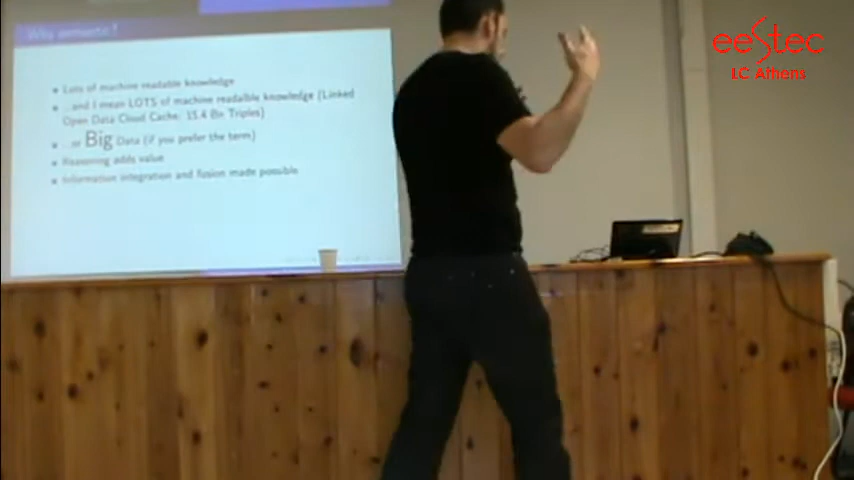 Why semantic?
Lots of machine readable knowledge
...and I mean LOTS of machine readable knowledge (Linked
Open Data Cloud Cache: 15.4 Bn Triples)
...or Big Data (if you prefer the term)
Reasoning adds value
Information integration and fusion made possible
eestec
LC Athens